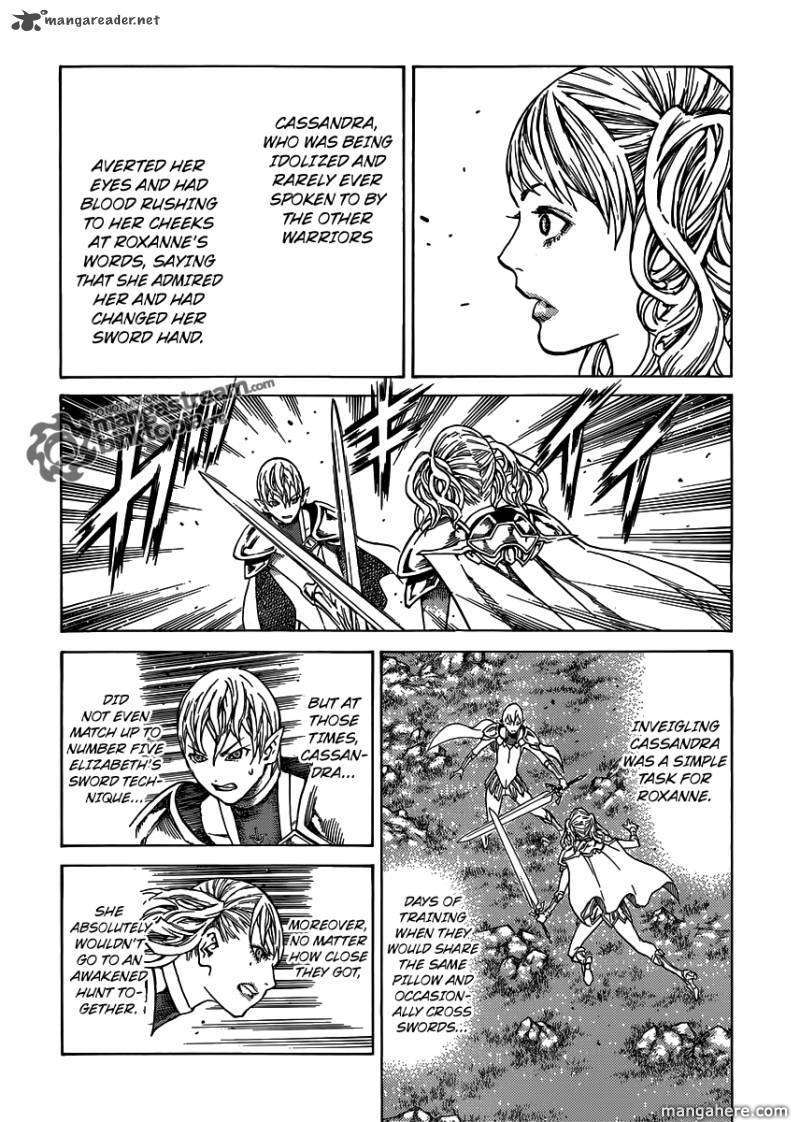 mangareader.net
CASSANDRA,
WHO WAS BEING
IDOLIZED AND
RARELY EVER
SPOKEN TO BY
THE OTHER
WARRIORS
AVERTED HER
EYES AND HAD
BLOOD RUSHING
TO HER CHEEKS
AT ROXANNE'S
WORDS, SAYING
THAT SHE ADMIRED
HER AND HAD
CHANGED HER
SWORD HAND.
mangastream.com
INVEIGLING
CASSANDRA
WAS A SIMPLE
TASK FOR
ROXANNE.
DAYS OF
TRAINING
WHEN THEY
WOULD SHARE
THE SAME
PILLOW AND
OCCASION-
ALLY CROSS
SWORDS...
BUT AT
THOSE
TIMES,
CASSAN-
DRA...
DID
NOT EVEN
MATCH UP TO
NUMBER FIVE
ELIZABETH'S
SWORD TECH-
NIQUE...
MOREOVER,
NO MATTER
HOW CLOSE
THEY GOT,
SHE
ABSOLUTELY
WOULDN'T
GO TO AN
AWAKENED
HUNT TO-
GETHER.
mangahere.com